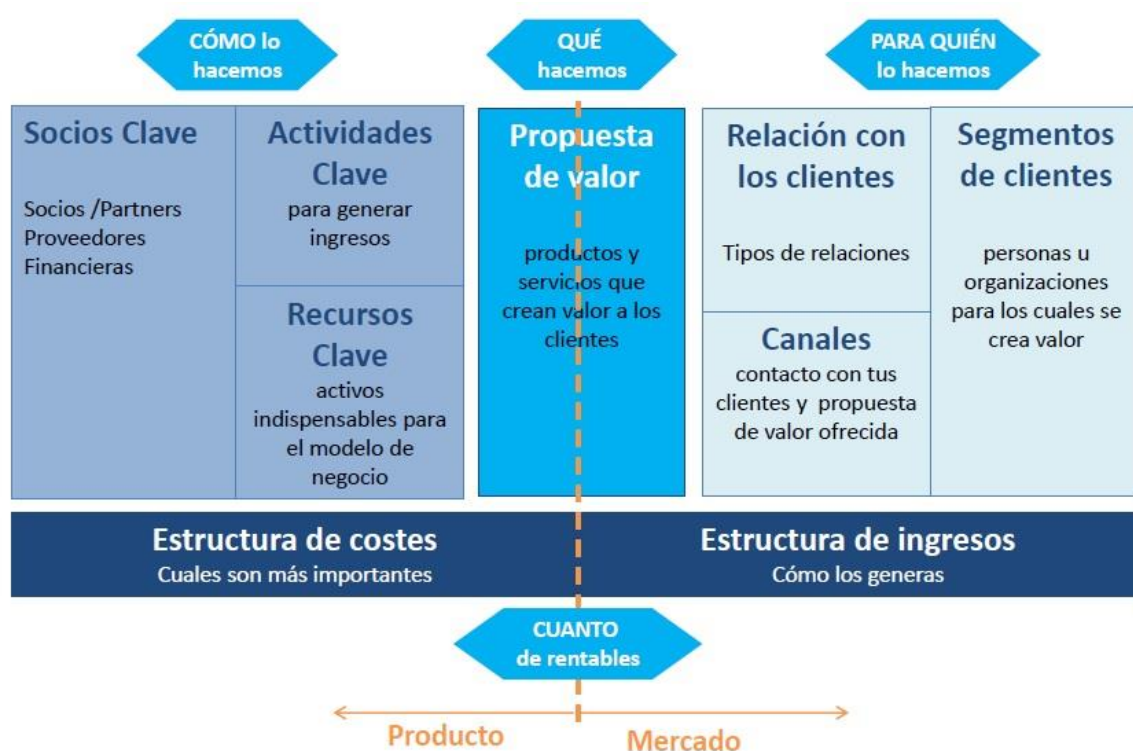 CÓMO lo
hacemos
QUÉ
hacemos
PARA QUIÉN
lo hacemos
Socios Clave
Socios /Partners
Proveedores
Financieras
Actividades
Clave
para generar
ingresos
Recursos
Clave
activos
indispensables para
el modelo de
negocio
Propuesta
de valor
productos y
servicios que
crean valor a los
clientes
Relación con
los clientes
Tipos de relaciones
Canales
contacto con tus
clientes y propuesta
de valor ofrecida
Segmentos
de clientes
personas u
organizaciones
para los cuales se
crea valor
Estructura de costes
Cuales son más importantes
Estructura de ingresos
Cómo los generas
CUANTO
de rentables
Producto
Mercado